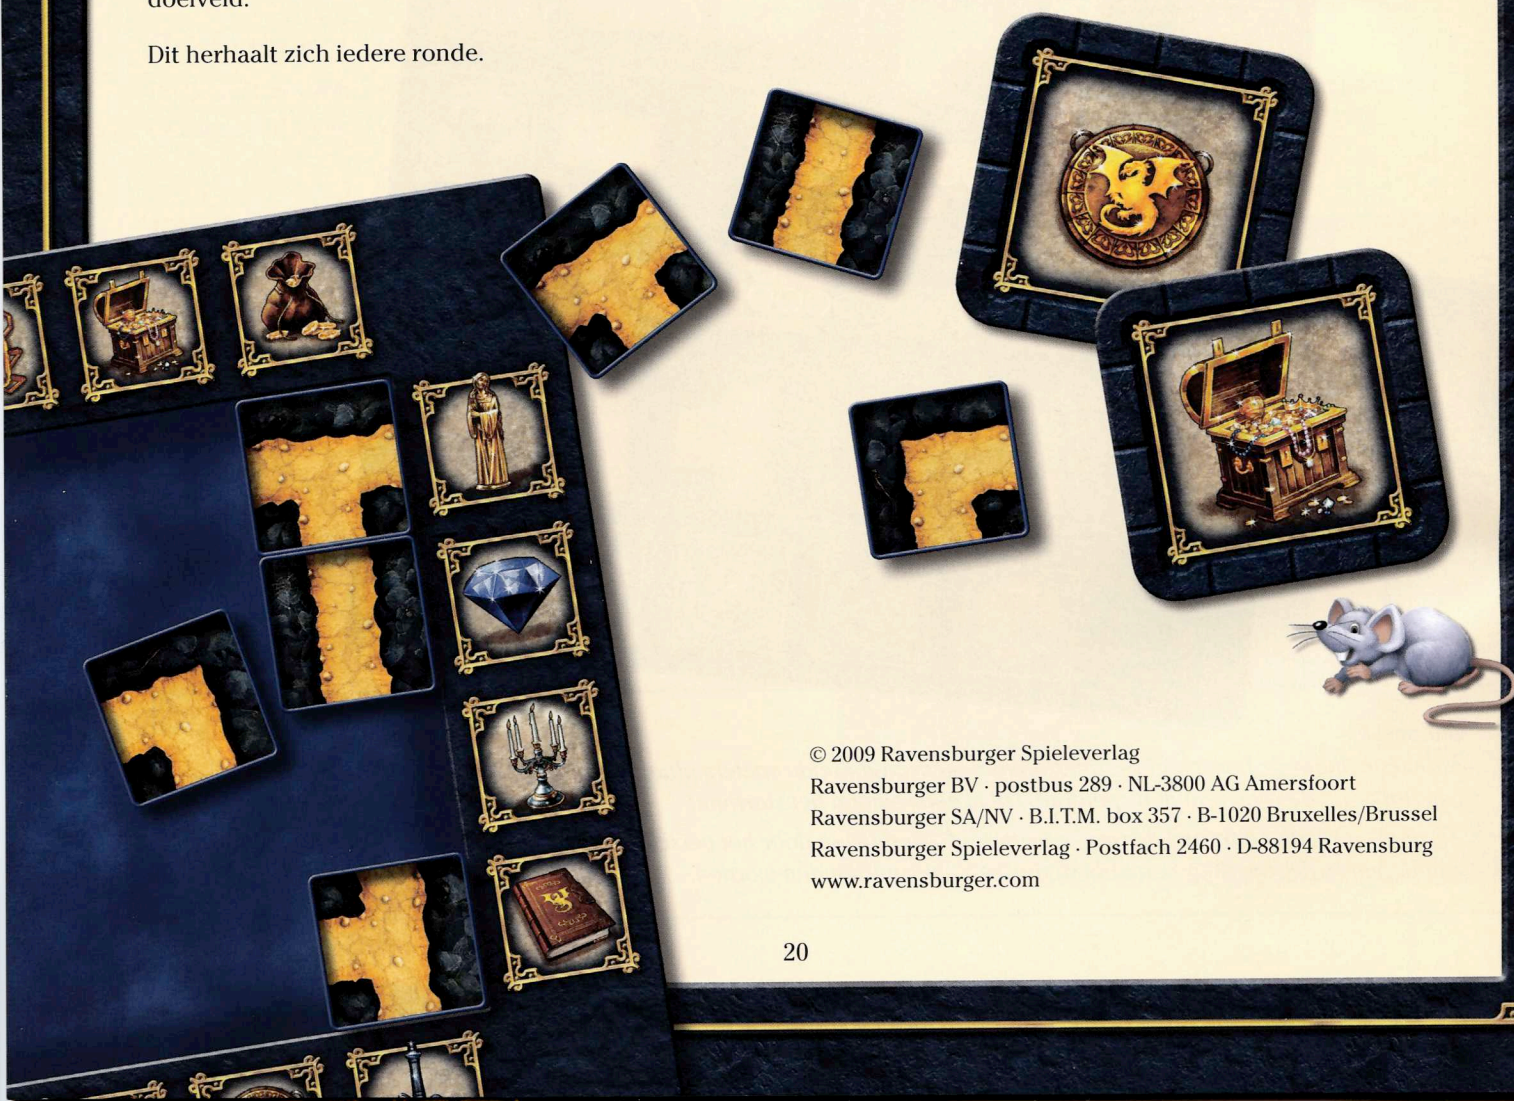 doelveld.
Dit herhaalt zich iedere ronde.
© 2009 Ravensburger Spieleverlag
Ravensburger BV · postbus 289 · NL-3800 AG Amersfoort
Ravensburger SA/NV · B.I.T.M. box 357 · B-1020 Bruxelles/Brussel
Ravensburger Spieleverlag · Postfach 2460 · D-88194 Ravensburg
www.ravensburger.com
20